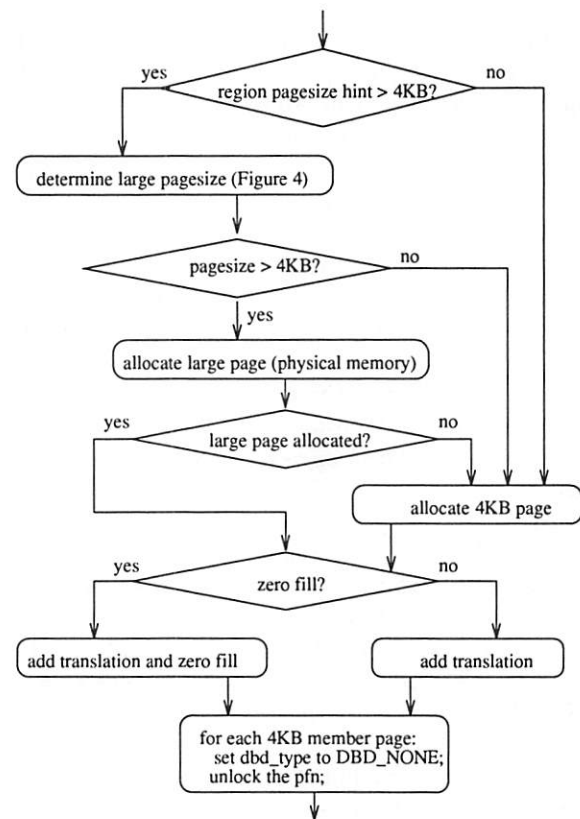 yes
no
region pagesize hint > 4KB?
determine large pagesize (Figure 4)
pagesize > 4KB?
no
yes
allocate large page (physical memory)
yes
no
large page allocated?
allocate 4KB page
yes
no
zero fill?
add translation and zero fill
add translation
for each 4KB member page:
set dbd_type to DBD_NONE;
unlock the pfn;